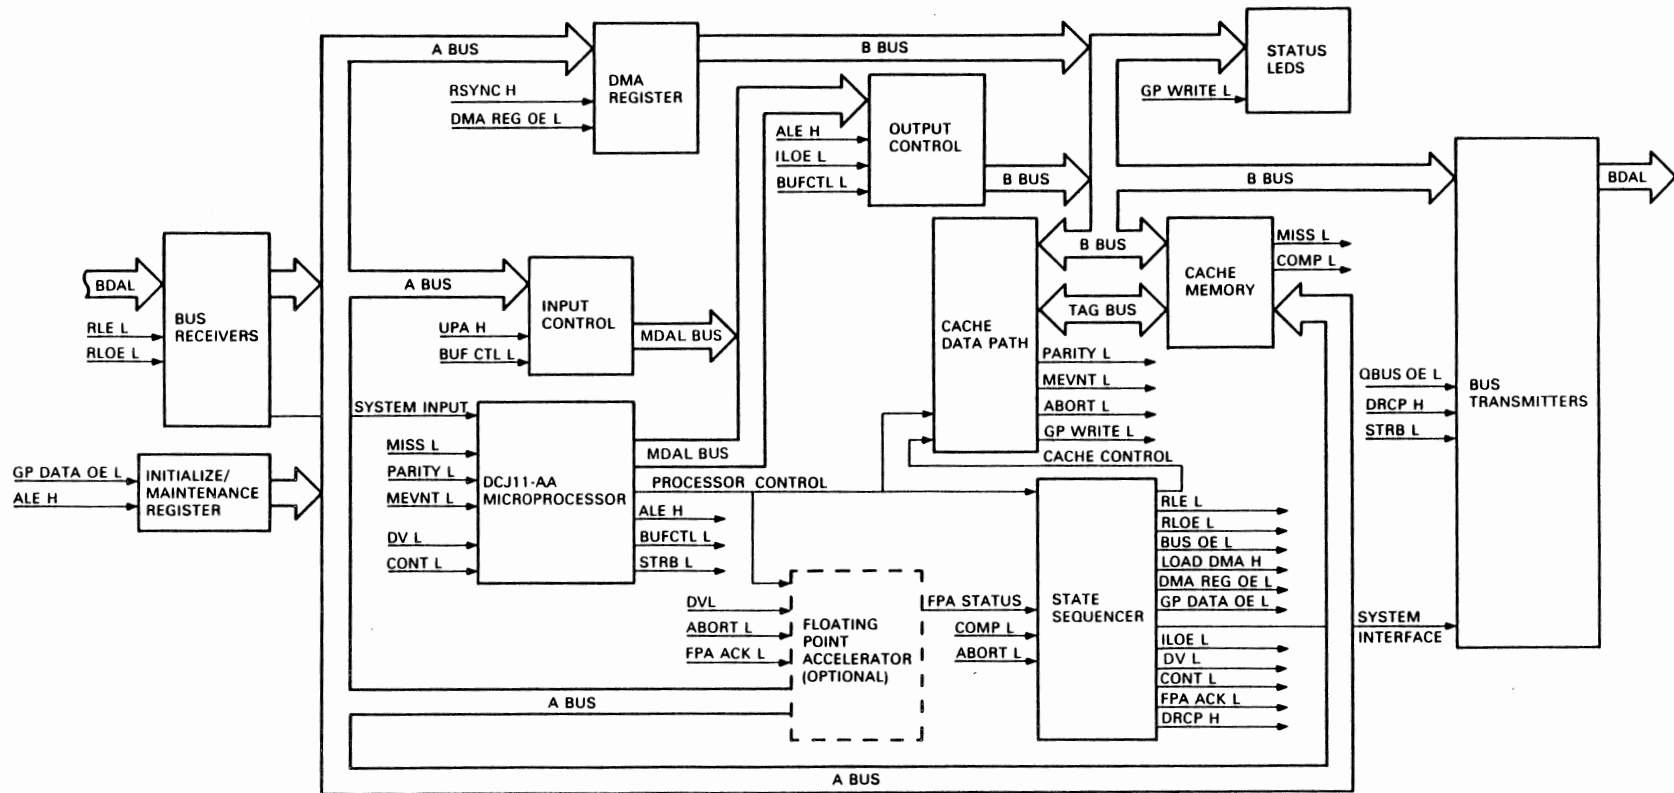 A BUS
DMA
REGISTER
RSYNC H
DMA REG OE L
B BUS
STATUS
LEDS
GP WRITE L
ALE H
ILOE L
BUFCTL L
OUTPUT
CONTROL
B BUS
B BUS
BDAL
BDAL
RLE L
RLOE L
BUS
RECEIVERS
A BUS
INPUT
CONTROL
UPA H
BUF CTL L
MDAL BUS
CACHE
DATA PATH
B BUS
TAG BUS
CACHE
MEMORY
MISS L
COMP L
PARITY L
MEVNT L
ABORT L
GP WRITE L
CACHE CONTROL
QBUS OE L
DRCP H
STRB L
BUS
TRANSMITTERS
GP DATA OE L
ALE H
INITIALIZE/
MAINTENANCE
REGISTER
SYSTEM INPUT
MISS L
PARITY L
MEVNT L
DV L
CONT L
DCJ11-AA
MICROPROCESSOR
MDAL BUS
PROCESSOR CONTROL
ALE H
BUFCTL L
STRB L
DVL
ABORT L
FPA ACK L
FLOATING
POINT
ACCELERATOR
(OPTIONAL)
FPA STATUS
COMP L
ABORT L
STATE
SEQUENCER
RLE L
RLOE L
BUS OE L
LOAD DMA H
DMA REG OE L
GP DATA OE L
ILOE L
DV L
CONT L
FPA ACK L
DRCP H
SYSTEM
INTERFACE
A BUS
A BUS